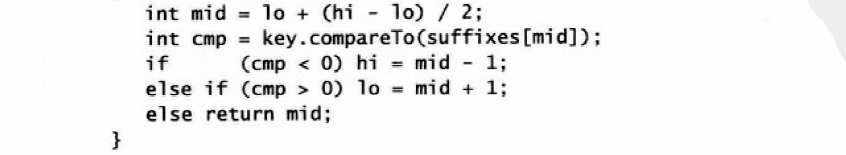 int mid = lo + (hi - lo) / 2;
int cmp = key.compareTo(suffixes[mid]);
if      (cmp < 0) hi = mid - 1;
else if (cmp > 0) lo = mid + 1;
else return mid;
}